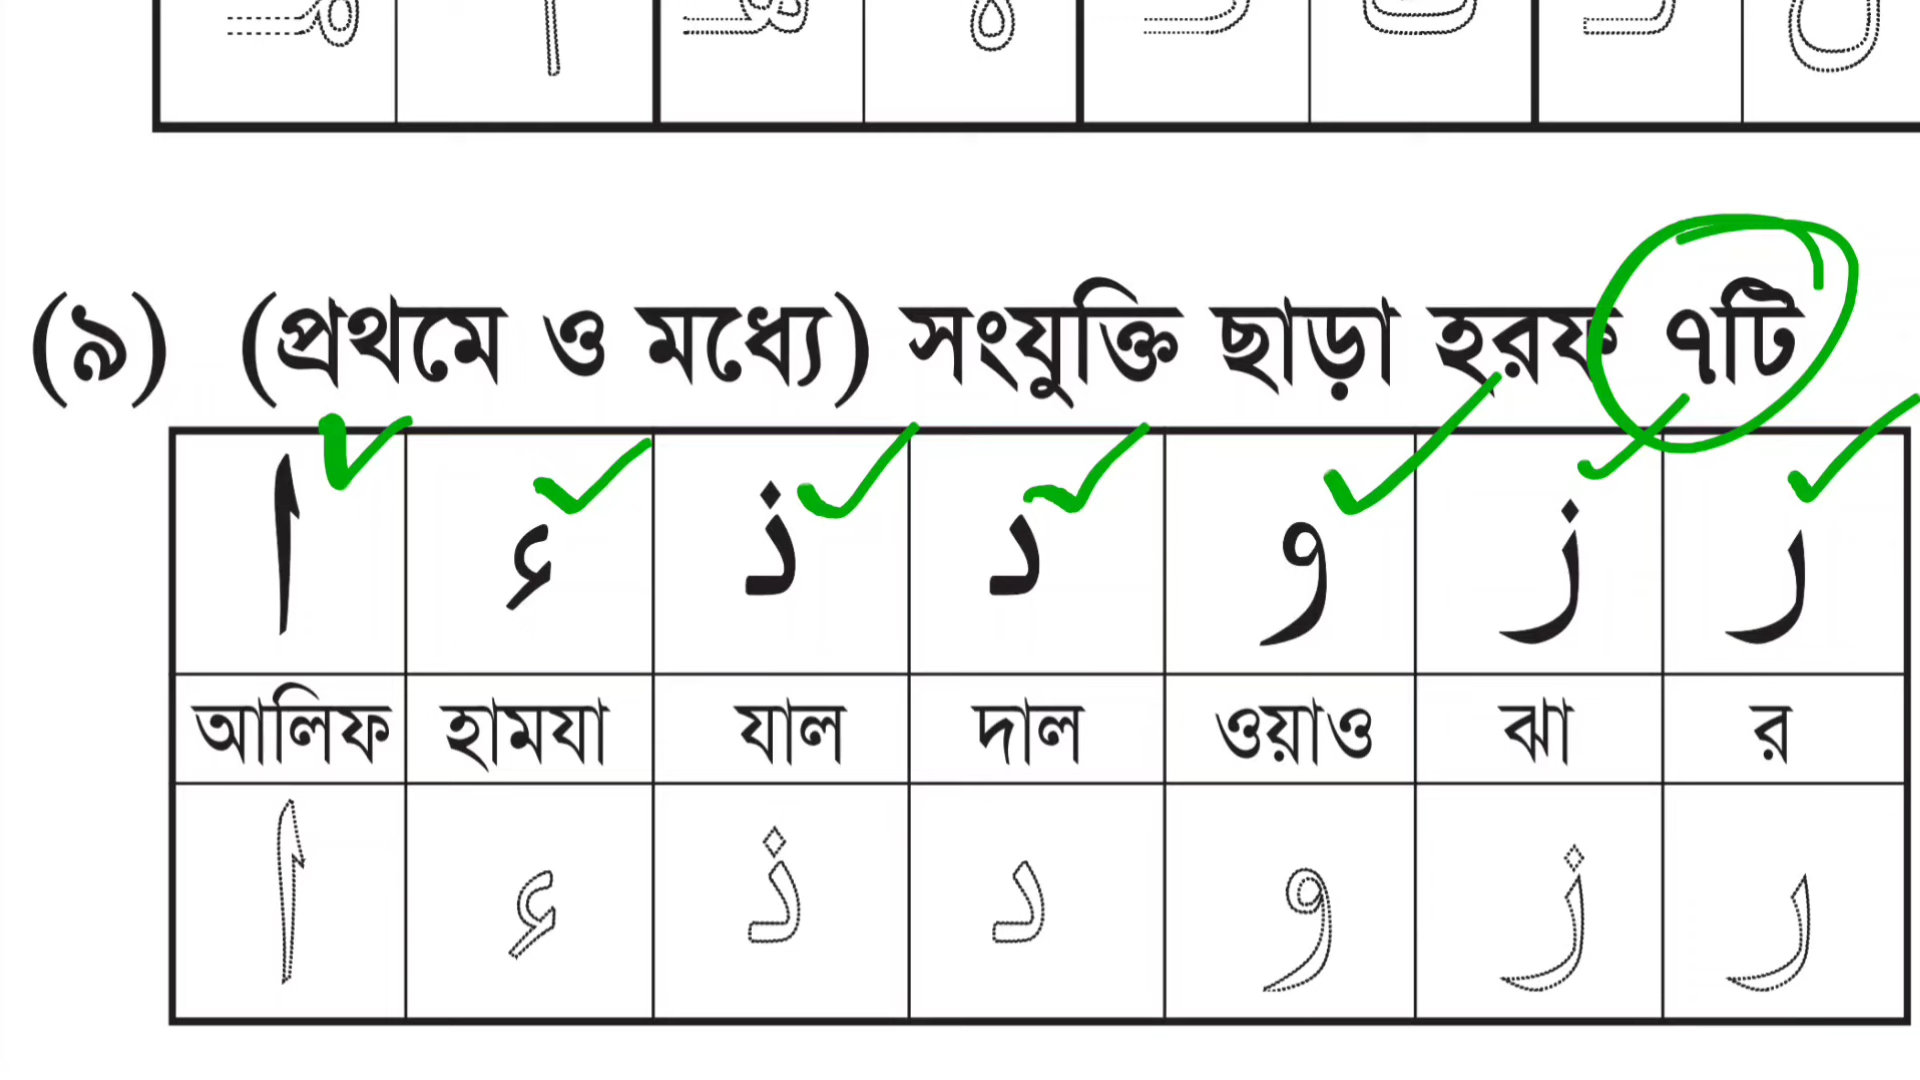 (৯) (প্রথমে ও মধ্যে) সংযুক্তি ছাড়া হরফ ৭টি
ا ء ذ د و ز ر
আলিফ হামযা যাল দাল ওয়াও ঝা র
ا ء ذ د و ز ر